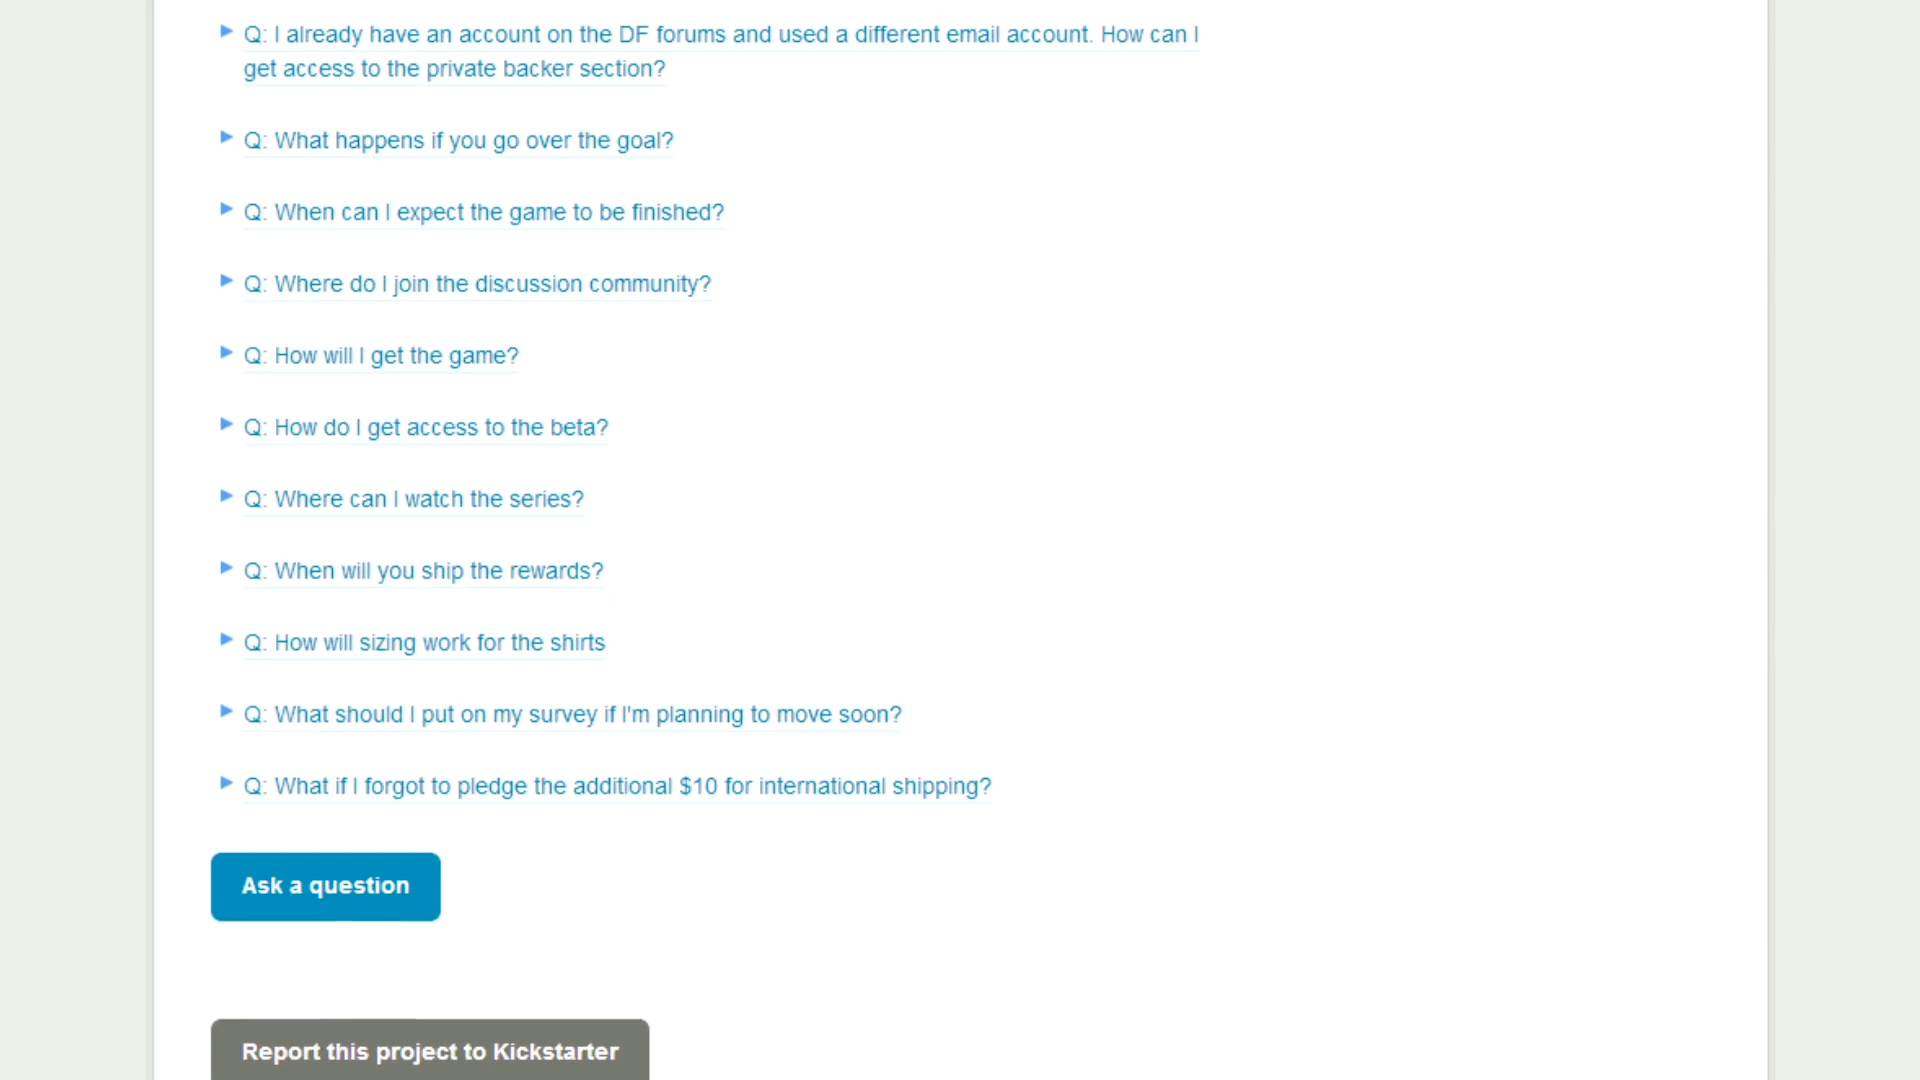 Q: I already have an account on the DF forums and used a different email account. How can I
get access to the private backer section?
Q: What happens if you go over the goal?
Q: When can I expect the game to be finished?
Q: Where do I join the discussion community?
Q: How will I get the game?
Q: How do I get access to the beta?
Q: Where can I watch the series?
Q: When will you ship the rewards?
Q: How will sizing work for the shirts
Q: What should I put on my survey if I'm planning to move soon?
Q: What if I forgot to pledge the additional $10 for international shipping?
Ask a question
Report this project to Kickstarter